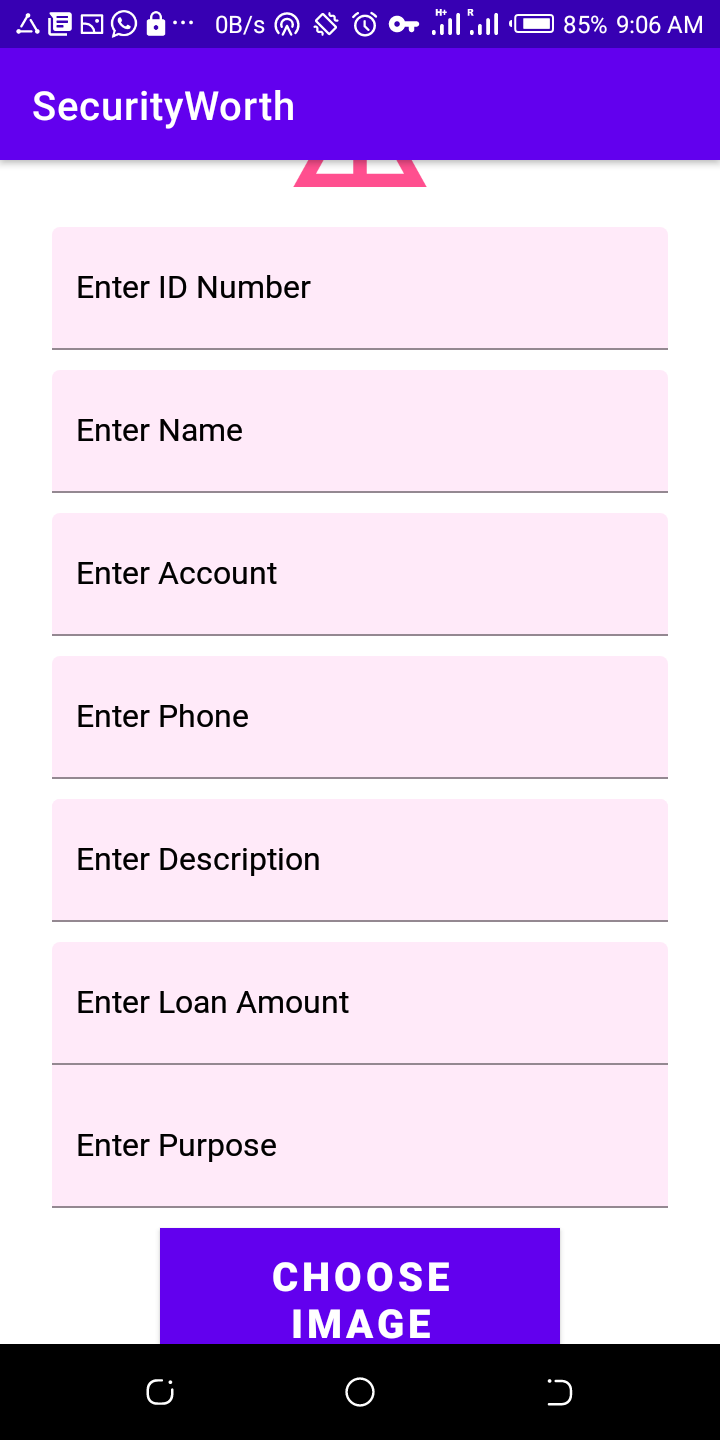 0B/s H+ R 85% 9:06 AM
SecurityWorth
Enter ID Number
Enter Name
Enter Account
Enter Phone
Enter Description
Enter Loan Amount
Enter Purpose
CHOOSE
IMAGE